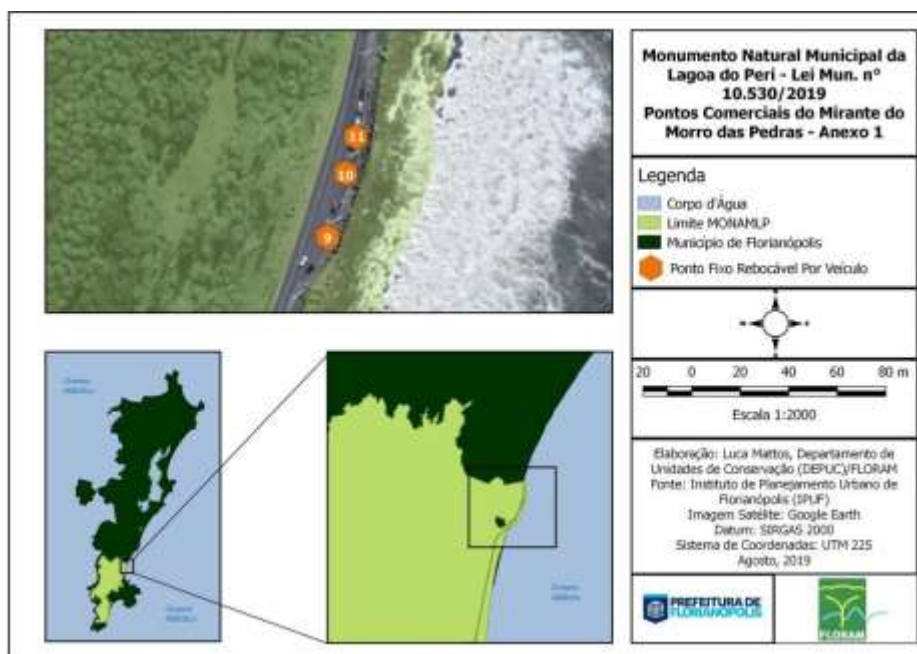 11
10
9
Monumento Natural Municipal da
Lagoa do Peri - Lei Mun. nº
10.530/2019
Pontos Comerciais do Mirante do
Morro das Pedras - Anexo 1
Legenda
Corpo d'Água
Limite MONAMLP
Município de Florianópolis
Ponto Fixo Rebocável Por Veículo
20 0 20 40 60 80 m
Escala 1:2000
Elaboração: Luca Mattos, Departamento de
Unidades de Conservação (DEPUC)/FLORAM
Fonte: Instituto de Planejamento Urbano de
Florianópolis (IPUF)
Imagem Satélite: Google Earth
Datum: SIRGAS 2000
Sistema de Coordenadas: UTM 22S
Agosto, 2019
PREFEITURA DE
FLORIANÓPOLIS
FLORAM